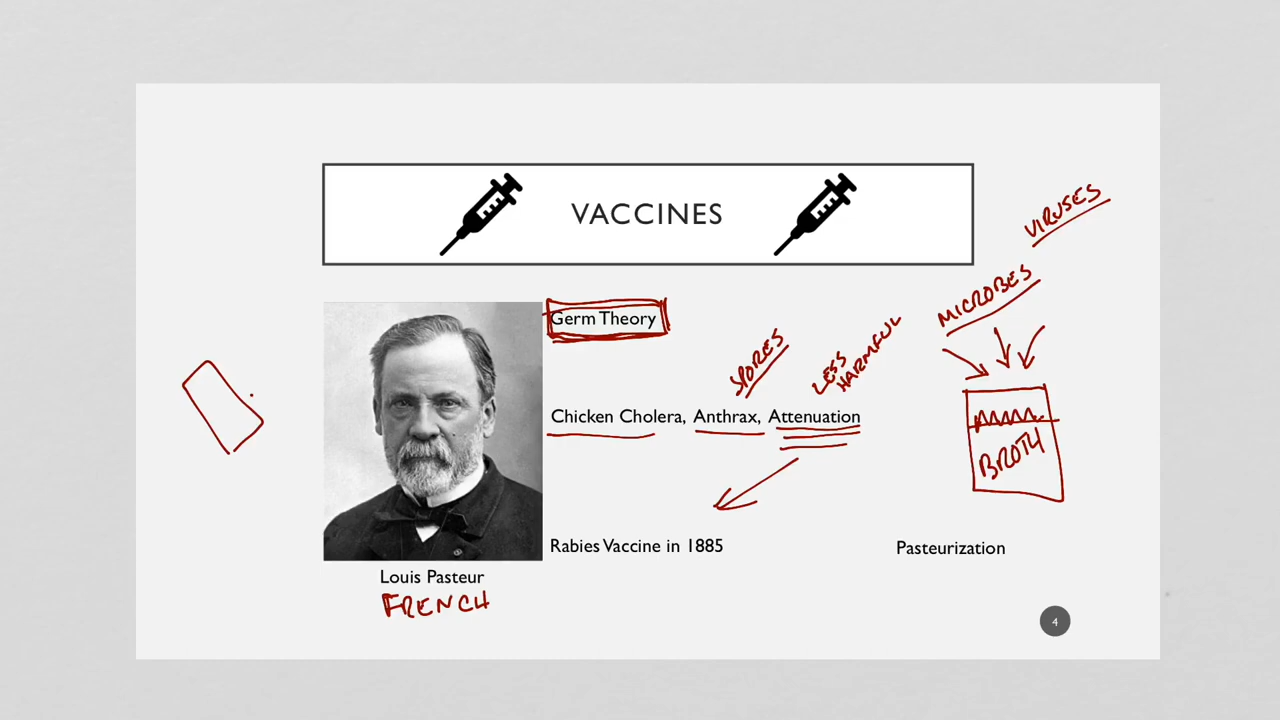 VACCINES
VIRUSES
MICROBES
Germ Theory
SPORES
LESS
HARMFUL
Chicken Cholera, Anthrax, Attenuation
BROTH
Rabies Vaccine in 1885
Pasteurization
Louis Pasteur
FRENCH
4